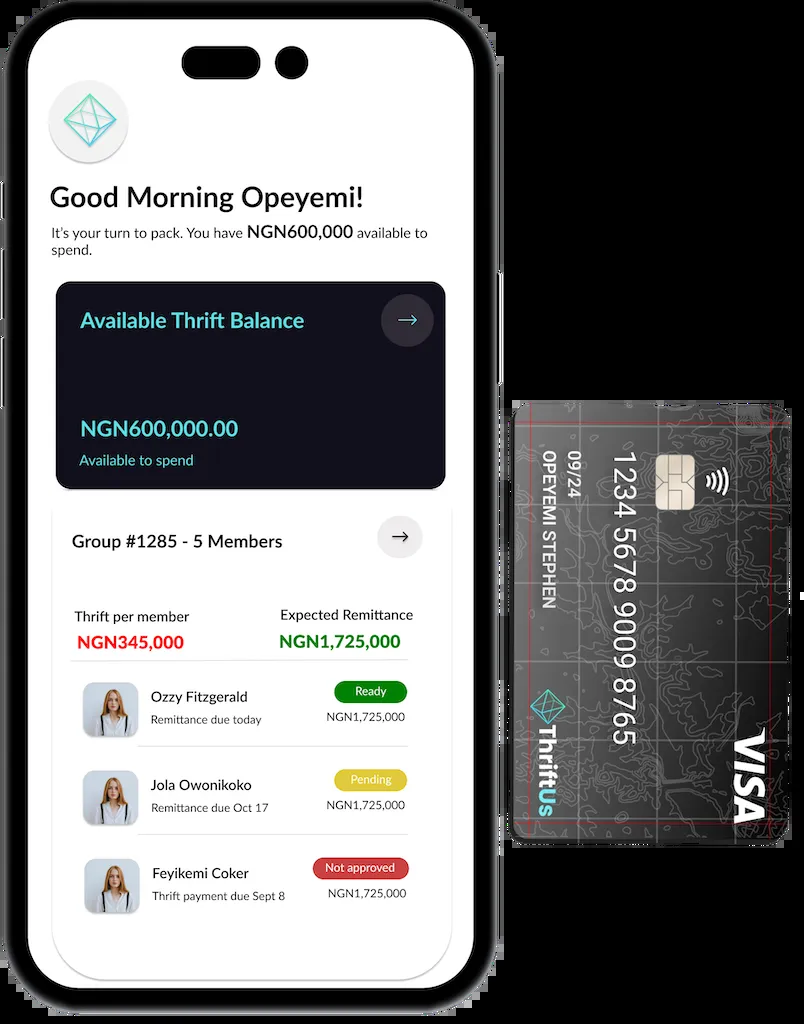 Good Morning Opeyemi!
It's your turn to pack. You have NGN600,000 available to
spend.
Available Thrift Balance
NGN600,000.00
Available to spend
Group #1285 - 5 Members
Thrift per member
NGN345,000
Expected Remittance
NGN1,725,000
Ozzy Fitzgerald
Remittance due today
Ready
NGN1,725,000
Jola Owonikoko
Remittance due Oct 17
Pending
NGN1,725,000
Feyikemi Coker
Thrift payment due Sept 8
Not approved
NGN1,725,000
1234 5678 9009 8765
09/24
OPEYEMI STEPHEN
ThriftUs
VISA